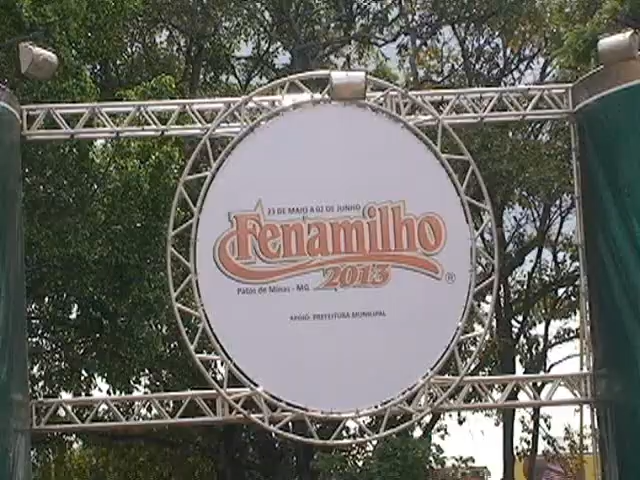 23 DE MAIO A 02 DE JUNHO
Fenamilho
2013
®
Patos de Minas - MG
APOIO: PREFEITURA MUNICIPAL